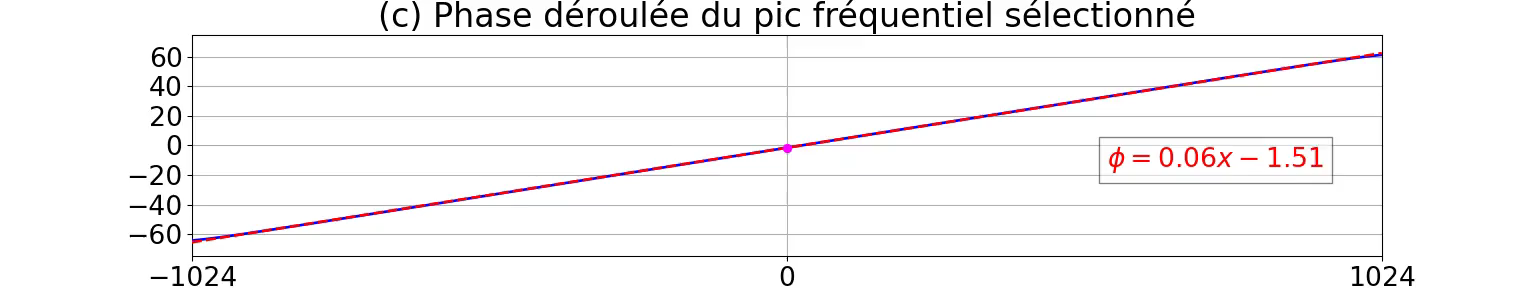 (c) Phase déroulée du pic fréquentiel sélectionné
60
40
20
0
−20
−40
−60
ϕ = 0.06x − 1.51
−1024 0 1024